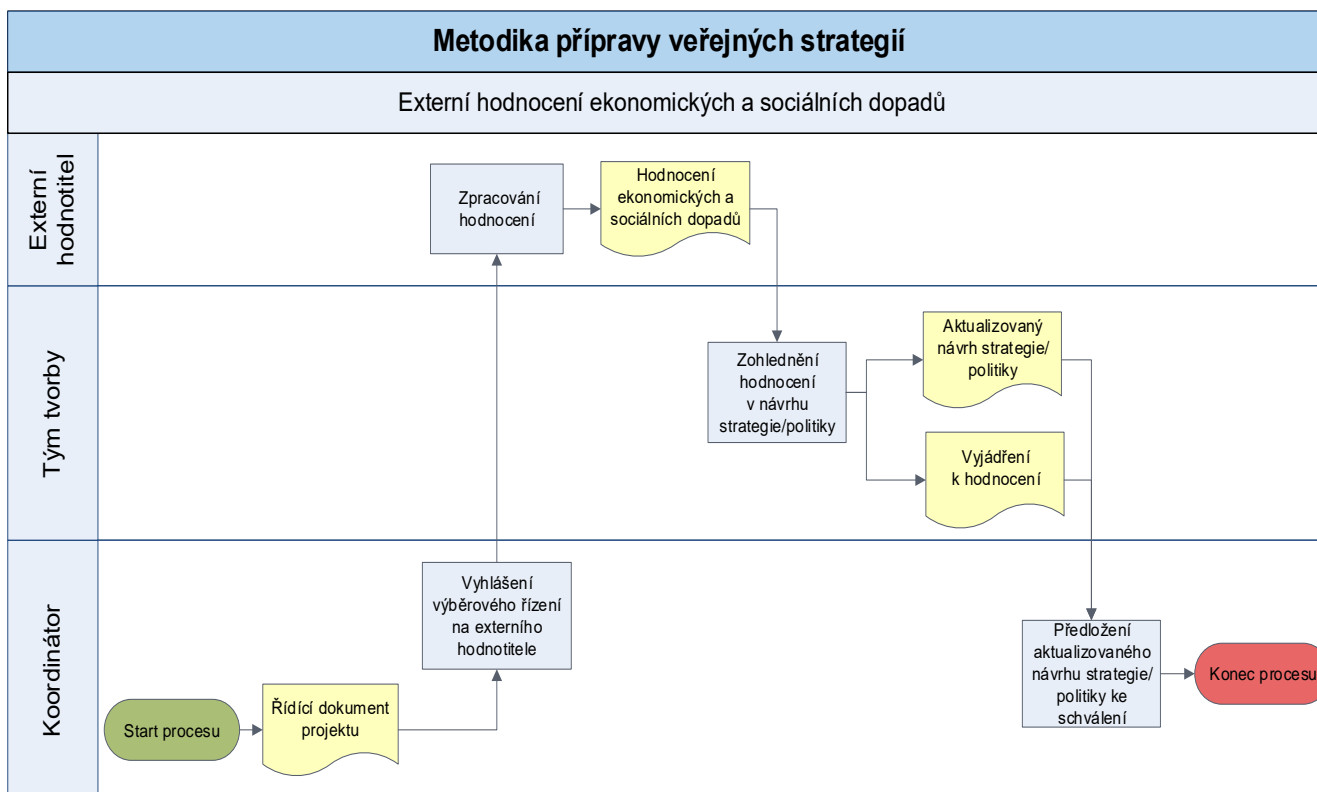 Metodika přípravy veřejných strategií
Externí hodnocení ekonomických a sociálních dopadů
Externí
hodnotitel
Zpracování
hodnocení
Hodnocení
ekonomických a
sociálních dopadů
Tým tvorby
Zohlednění
hodnocení
v návrhu
strategie/politiky
Aktualizovaný
návrh strategie/
politiky
Vyjádření
k hodnocení
Koordinátor
Start procesu
Řídící dokument
projektu
Vyhlášení
výběrového řízení
na externího
hodnotitele
Předložení
aktualizovaného
návrhu strategie/
politiky ke
schválení
Konec procesu